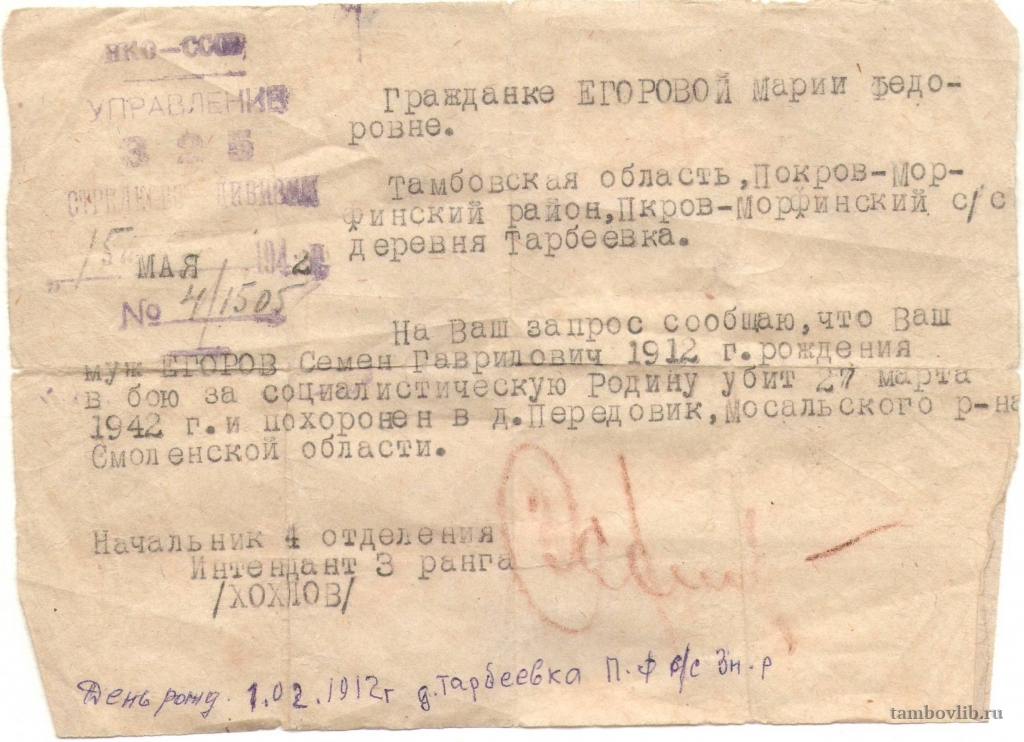 НКО-СССР
УПРАВЛЕНИЕ
325
СТРЕЛКОВ. ДИВИЗИИ
"15" МАЯ 1942 г.
№ 4/1505
Гражданке ЕГОРОВОЙ Марии Федо-
ровне.
Тамбовская область,Покров-Мор-
финский район,Пкров-Морфинский с/с
деревня Тарбеевка.
На Ваш запрос сообщаю,что Ваш
муж ЕГОРОВ Семен Гаврилович 1912 г.рождения
в бою за социалистическую Родину убит 27 марта
1942 г.и похоронен в д.Передовик,Мосальского р-на
Смоленской области.
Начальник 4 отделения
Интендант 3 ранга
/ХОХЛОВ/
День рожд. 1.02.1912г д.Тарбеевка П-Ф с/с Зн-р
tambovlib.ru